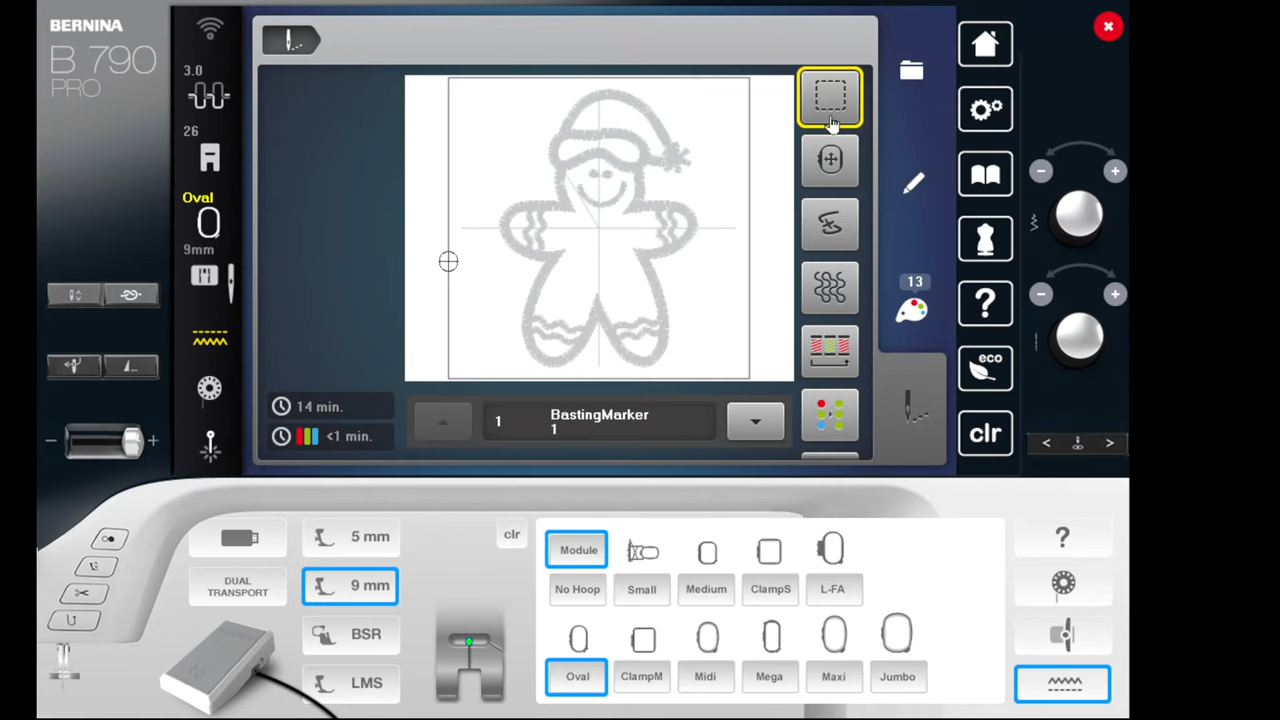 BERNINA
B 790
PRO
3.0
26
Oval
9mm
14 min.
<1 min.
1
BastingMarker
1
13
?
eco
clr
- +
- +
- +
< >
DUAL
TRANSPORT
5 mm
9 mm
BSR
LMS
clr
Module
No Hoop
Small
Medium
ClampS
L-FA
Oval
ClampM
Midi
Mega
Maxi
Jumbo
?